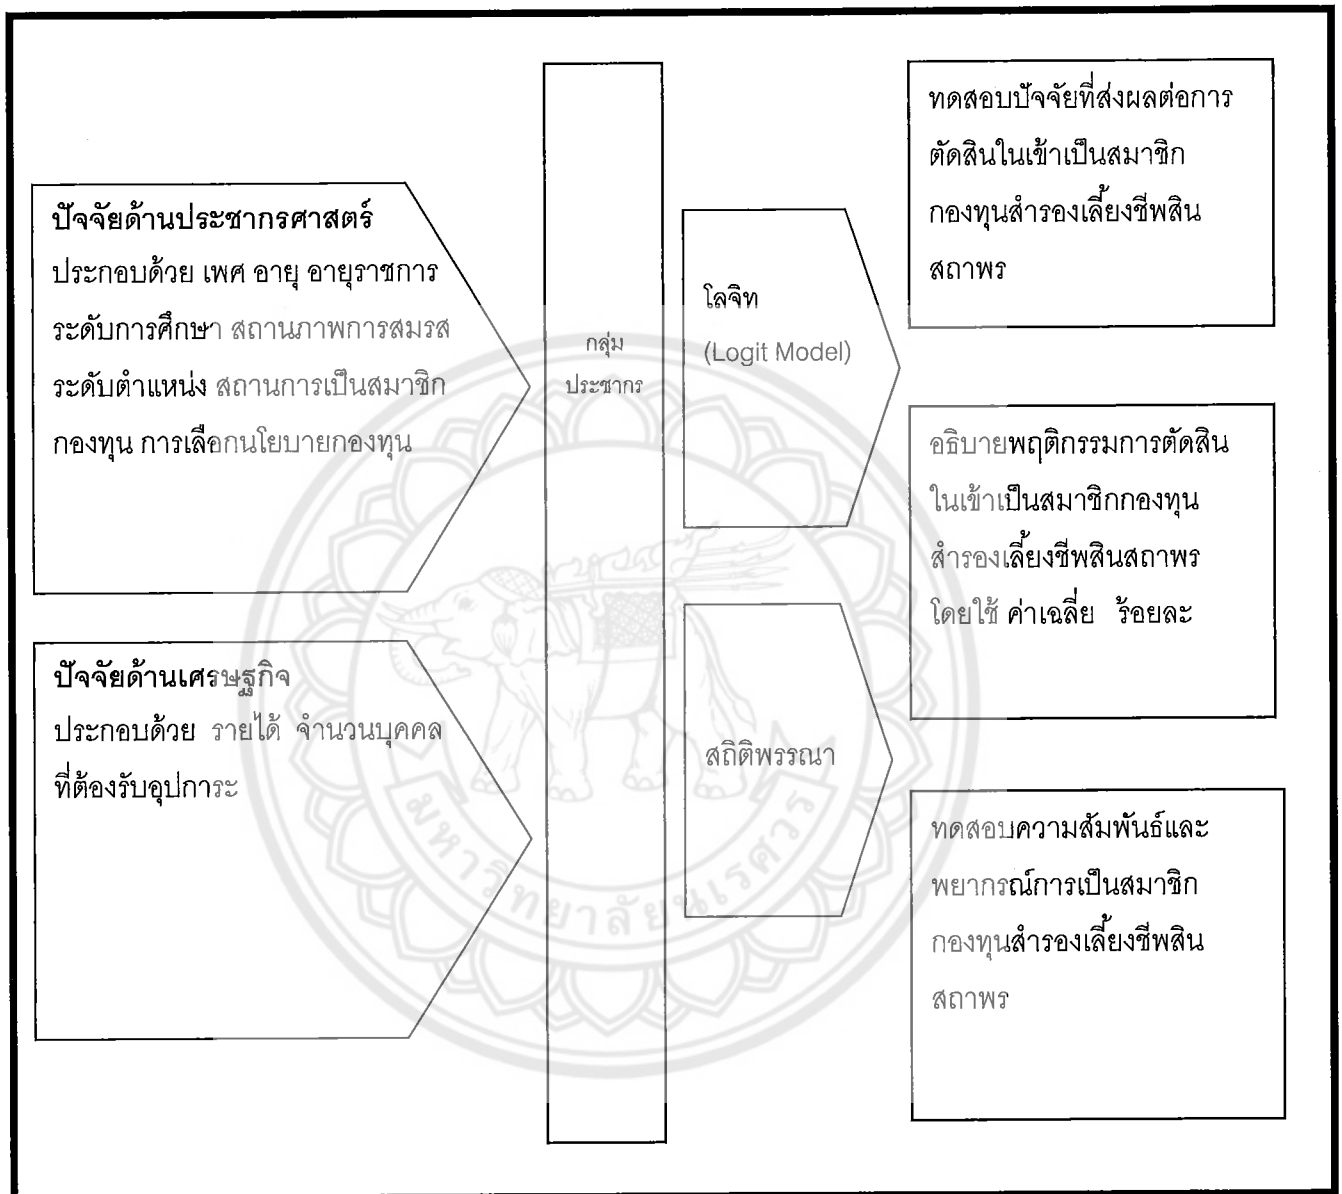 ปัจจัยด้านประชากรศาสตร์
ประกอบด้วย เพศ อายุ อายุราชการ
ระดับการศึกษา สถานภาพการสมรส
ระดับตำแหน่ง สถานการเป็นสมาชิก
กองทุน การเลือกนโยบายกองทุน
ปัจจัยด้านเศรษฐกิจ
ประกอบด้วย รายได้ จำนวนบุคคล
ที่ต้องรับอุปการะ
กลุ่ม
ประชากร
โลจิท
(Logit Model)
สถิติพรรณา
ทดสอบปัจจัยที่ส่งผลต่อการ
ตัดสินในเข้าเป็นสมาชิก
กองทุนสำรองเลี้ยงชีพสิน
สถาพร
อธิบายพฤติกรรมการตัดสิน
ในเข้าเป็นสมาชิกกองทุน
สำรองเลี้ยงชีพสินสถาพร
โดยใช้ ค่าเฉลี่ย ร้อยละ
ทดสอบความสัมพันธ์และ
พยากรณ์การเป็นสมาชิก
กองทุนสำรองเลี้ยงชีพสิน
สถาพร
มหาวิทยาลัยนเรศวร